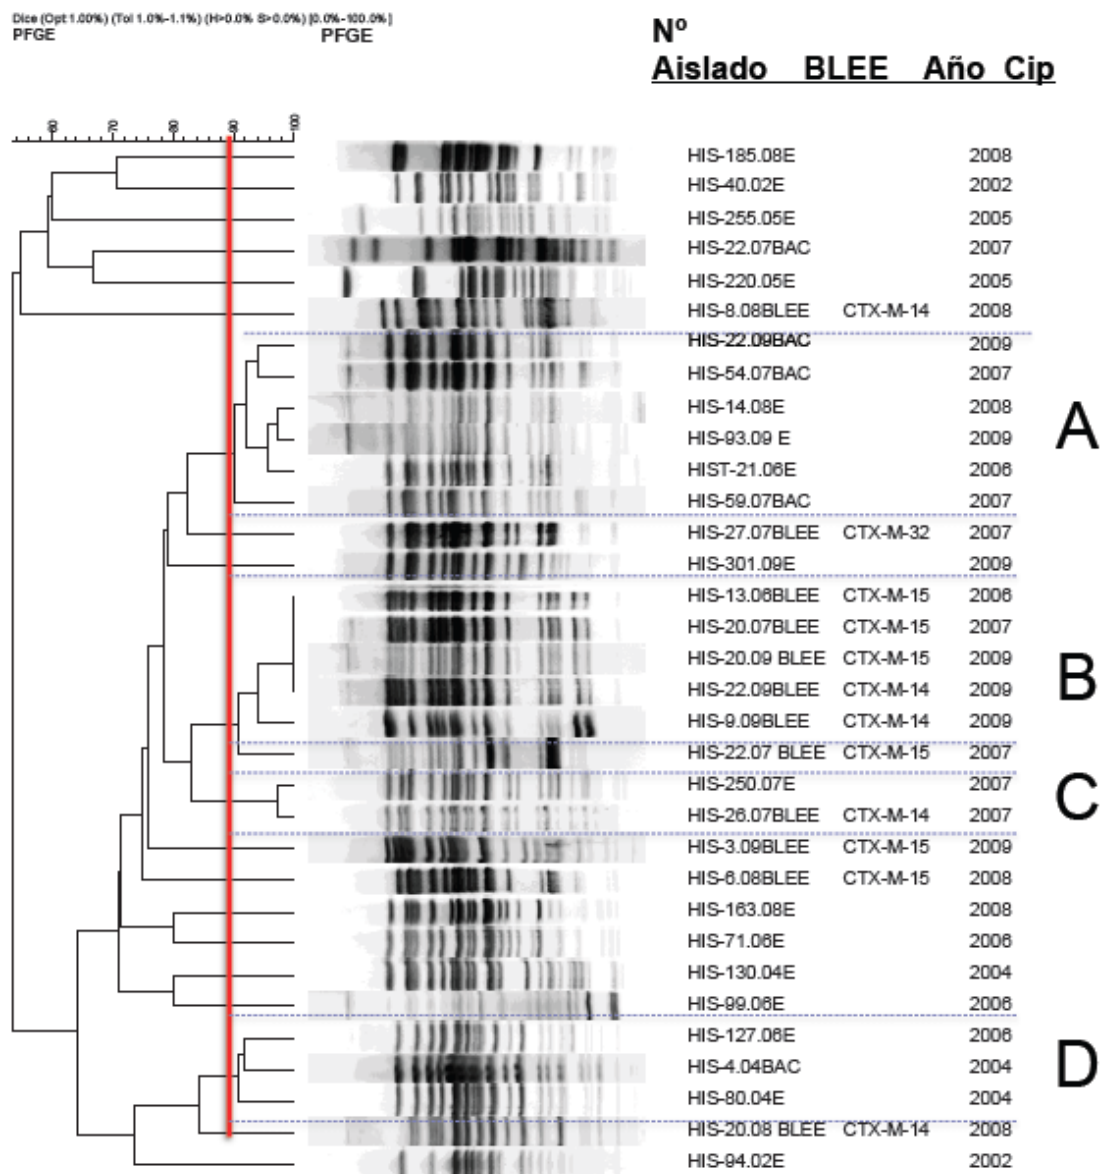 Dice (Opt:1.00%) (Tol 1.0%-1.1%) (H>0.0% S>0.0%) [0.0%-100.0%]
PFGE PFGE
Nº
Aislado BLEE Año Cip
60 70 80 90 100
HIS-185.08E 2008
HIS-40.02E 2002
HIS-255.05E 2005
HIS-22.07BAC 2007
HIS-220.05E 2005
HIS-8.08BLEE CTX-M-14 2008
HIS-22.09BAC 2009
HIS-54.07BAC 2007
HIS-14.08E 2008
A
HIS-93.09 E 2009
HIST-21.06E 2006
HIS-59.07BAC 2007
HIS-27.07BLEE CTX-M-32 2007
HIS-301.09E 2009
HIS-13.06BLEE CTX-M-15 2006
HIS-20.07BLEE CTX-M-15 2007
HIS-20.09 BLEE CTX-M-15 2009
B
HIS-22.09BLEE CTX-M-14 2009
HIS-9.09BLEE CTX-M-14 2009
HIS-22.07 BLEE CTX-M-15 2007
HIS-250.07E 2007
C
HIS-26.07BLEE CTX-M-14 2007
HIS-3.09BLEE CTX-M-15 2009
HIS-6.08BLEE CTX-M-15 2008
HIS-163.08E 2008
HIS-71.06E 2006
HIS-130.04E 2004
HIS-99.06E 2006
HIS-127.06E 2006
HIS-4.04BAC 2004
D
HIS-80.04E 2004
HIS-20.08 BLEE CTX-M-14 2008
HIS-94.02E 2002